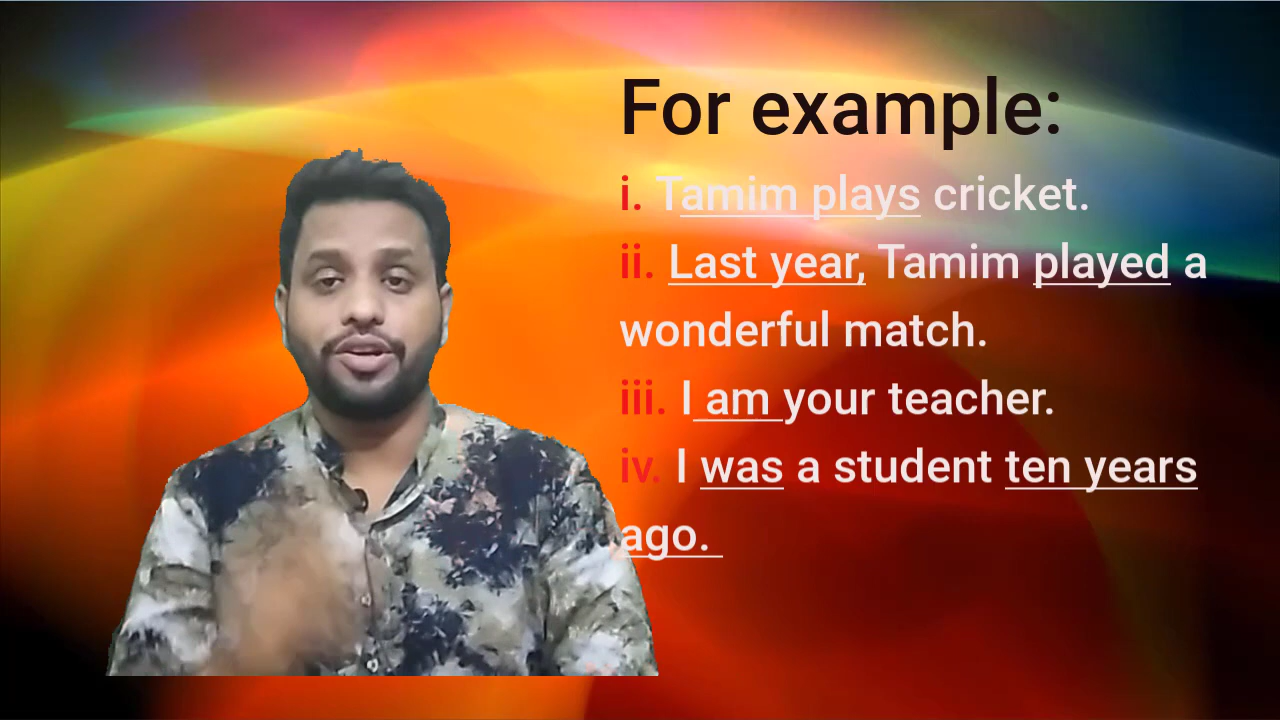 For example:
i. Tamim plays cricket.
ii. Last year, Tamim played a
wonderful match.
iii. I am your teacher.
iv. I was a student ten years
ago.